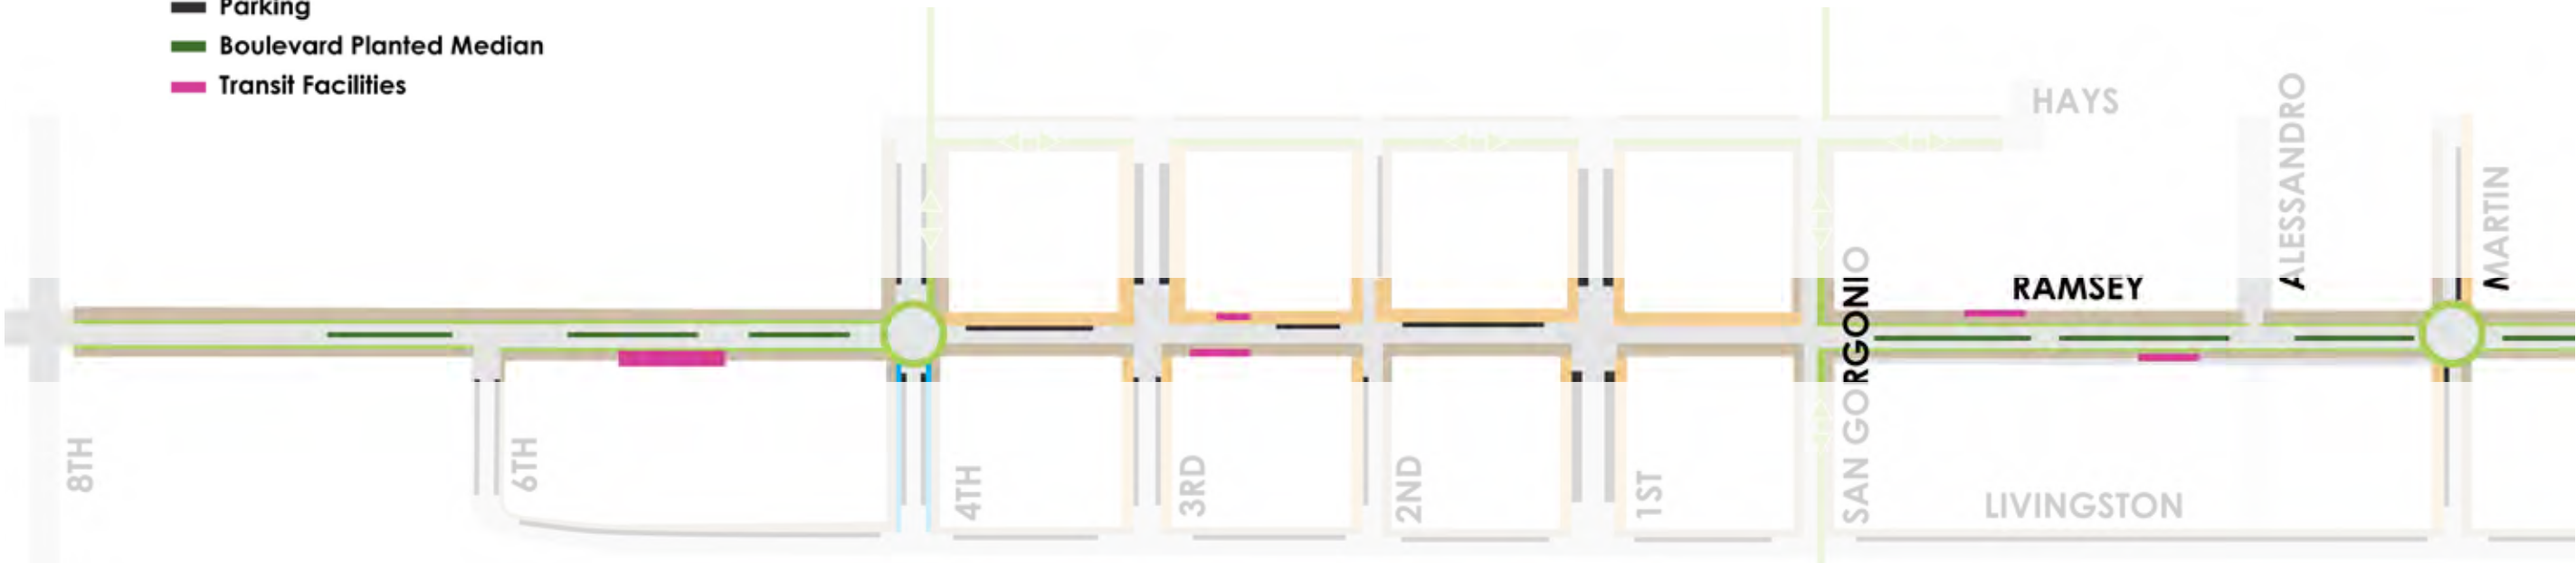 Parking
Boulevard Planted Median
Transit Facilities
HAYS
ALESSANDRO
MARTIN
RAMSEY
SAN GORGONIO
8TH
6TH
4TH
3RD
2ND
1ST
LIVINGSTON